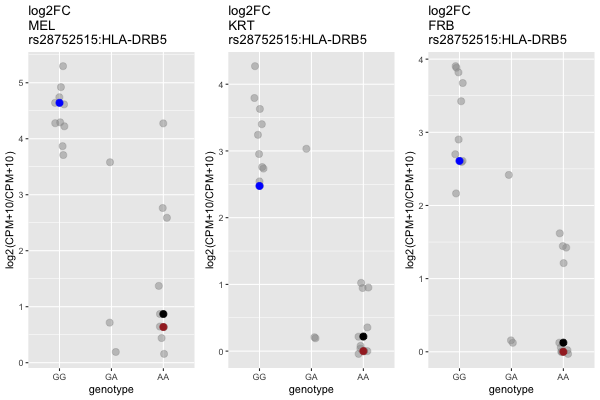 log2FC
MEL
rs28752515:HLA-DRB5
log2(CPM+10/CPM+10)
5
4
3
2
1
0
GG GA AA
genotype
log2FC
KRT
rs28752515:HLA-DRB5
log2(CPM+10/CPM+10)
4
3
2
1
0
GG GA AA
genotype
log2FC
FRB
rs28752515:HLA-DRB5
log2(CPM+10/CPM+10)
4
3
2
1
0
GG GA AA
genotype